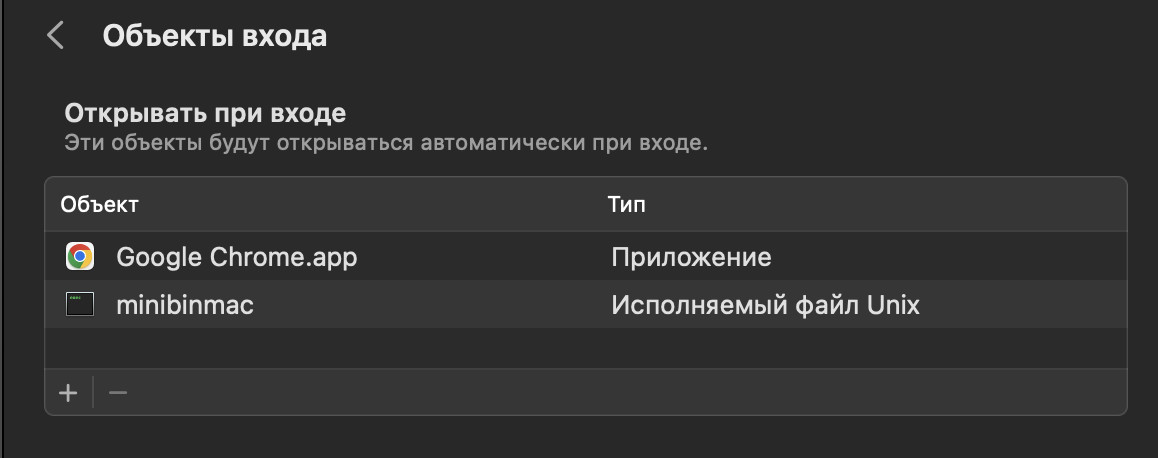 Объекты входа
Открывать при входе
Эти объекты будут открываться автоматически при входе.
Объект Тип
Google Chrome.app Приложение
minibinmac Исполняемый файл Unix